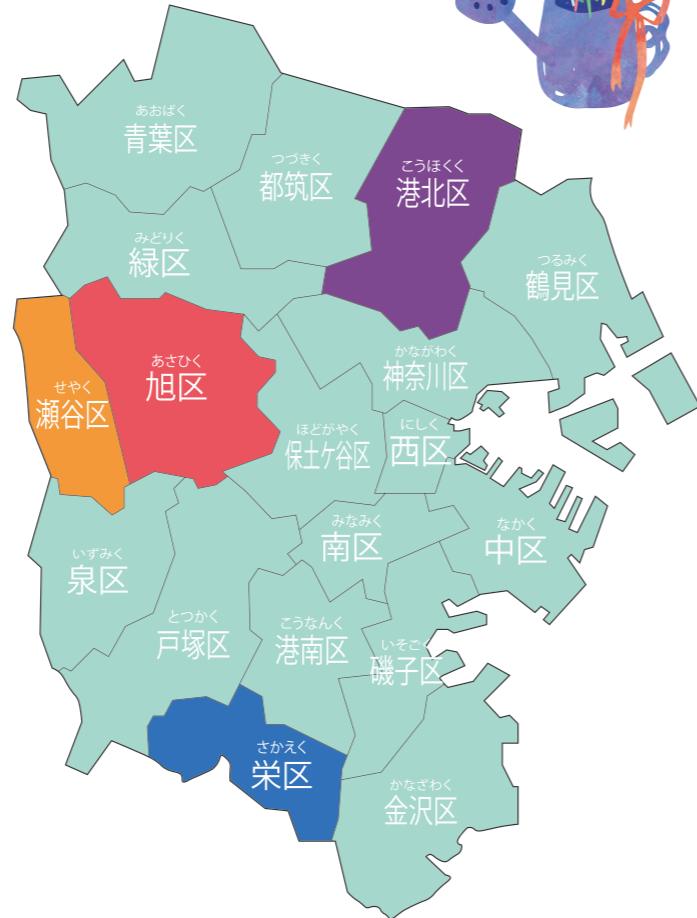 あおばく
青葉区
つづきく
都筑区
こうほくく
港北区
みどりく
緑区
つるみく
鶴見区
あさひく
旭区
せやく
瀬谷区
かながわく
神奈川区
ほどがやく
保土ケ谷区
にしく
西区
みなみく
南区
なかく
中区
いずみく
泉区
とつかく
戸塚区
こうなんく
港南区
いそごく
磯子区
さかえく
栄区
かなざわく
金沢区